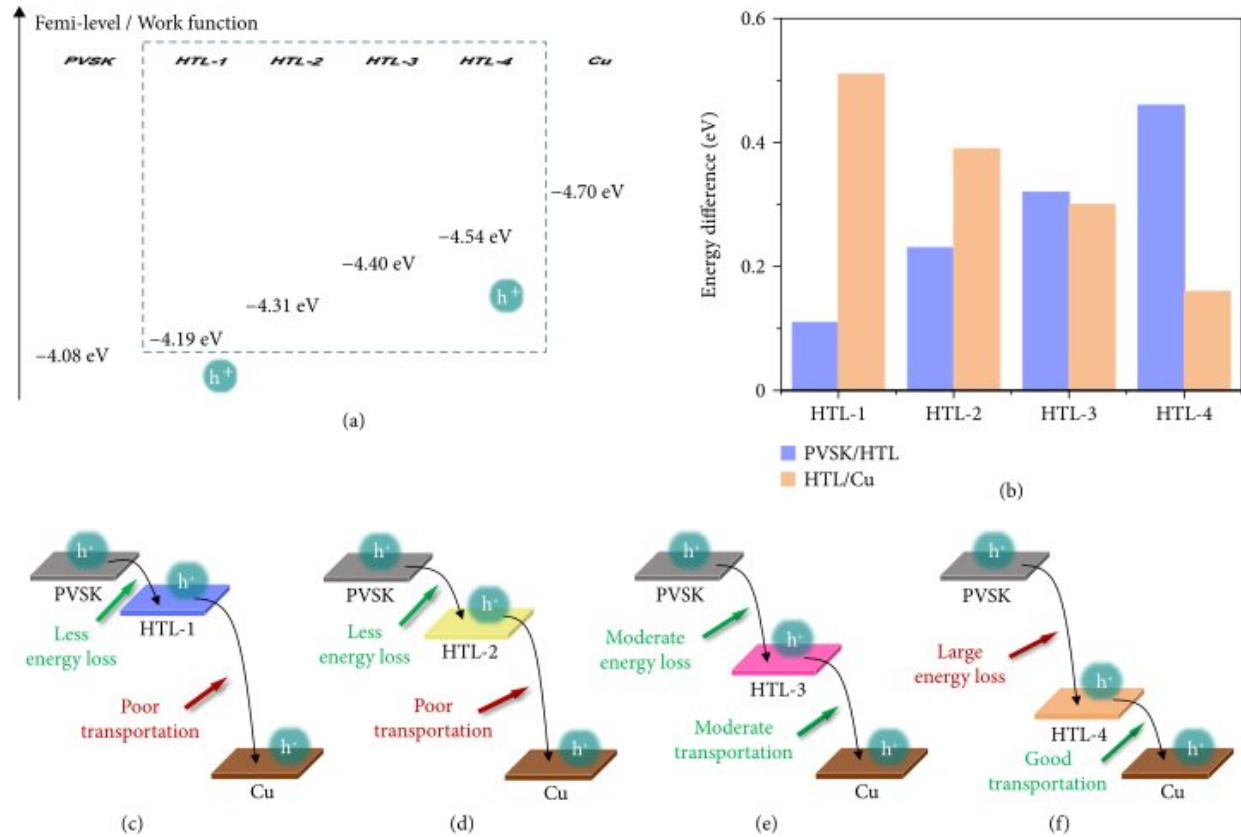 Femi-level / Work function
PVSK HTL-1 HTL-2 HTL-3 HTL-4 Cu
−4.70 eV
−4.54 eV
−4.40 eV
−4.31 eV
−4.19 eV
−4.08 eV
h+
h+
(a)
Energy difference (eV)
0.6
0.4
0.2
0
HTL-1 HTL-2 HTL-3 HTL-4
PVSK/HTL
HTL/Cu
(b)
h+
PVSK
h+
HTL-1
Less
energy loss
Poor
transportation
h+
Cu
(c)
h+
PVSK
h+
HTL-2
Less
energy loss
Poor
transportation
h+
Cu
(d)
h+
PVSK
h+
HTL-3
Moderate
energy loss
Moderate
transportation
h+
Cu
(e)
h+
PVSK
Large
energy loss
h+
HTL-4
Good
transportation
h+
Cu
(f)